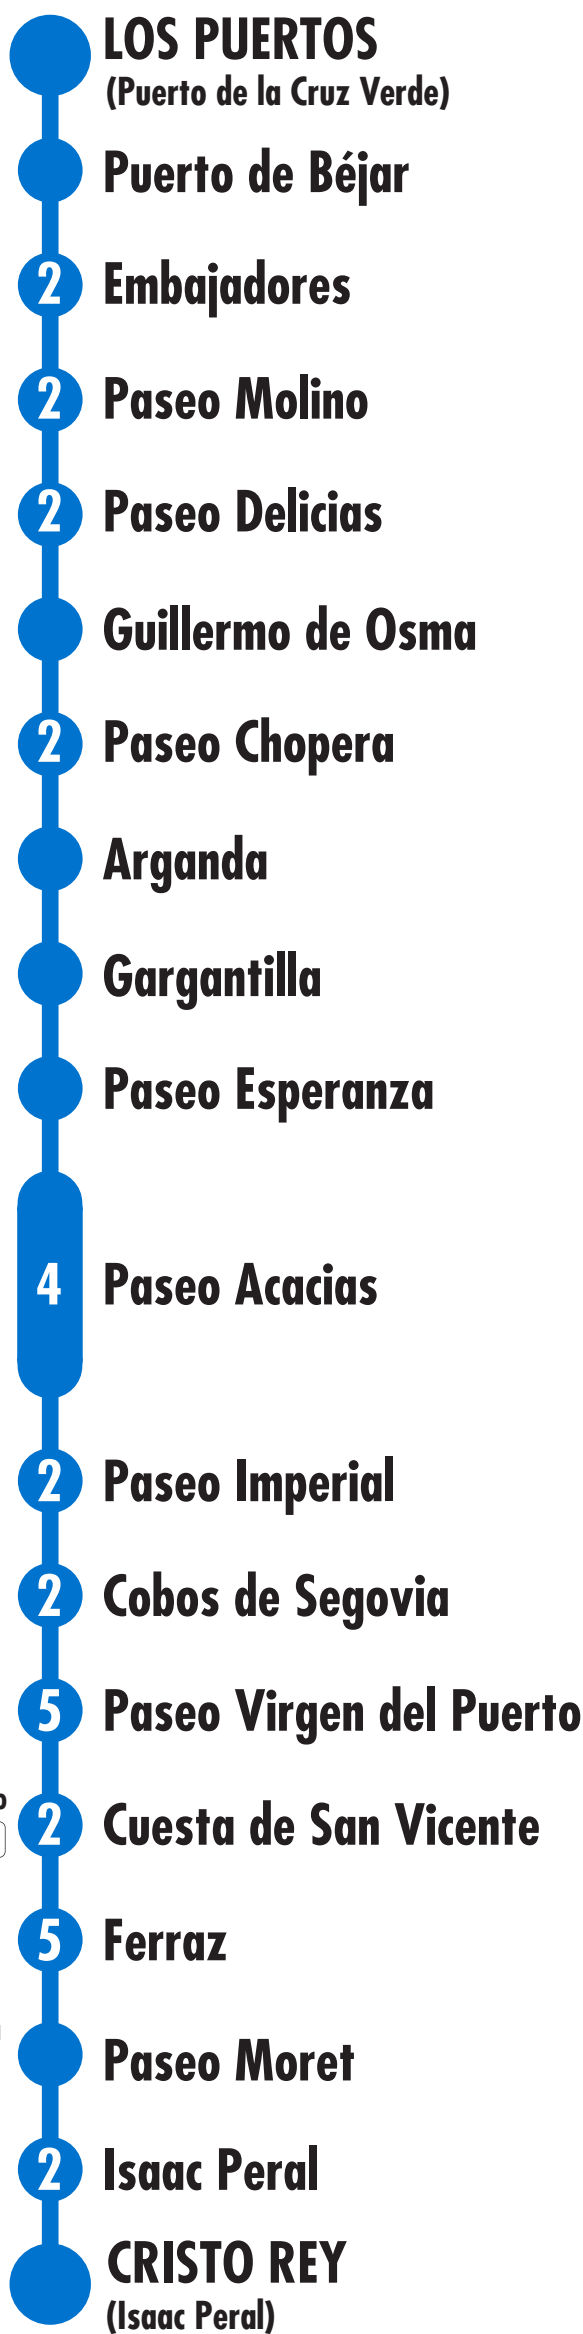 LOS PUERTOS
(Puerto de la Cruz Verde)
Puerto de Béjar
2 Embajadores
2 Paseo Molino
2 Paseo Delicias
Guillermo de Osma
2 Paseo Chopera
Arganda
Gargantilla
Paseo Esperanza
4 Paseo Acacias
2 Paseo Imperial
2 Cobos de Segovia
5 Paseo Virgen del Puerto
2 Cuesta de San Vicente
5 Ferraz
Paseo Moret
2 Isaac Peral
CRISTO REY
(Isaac Peral)